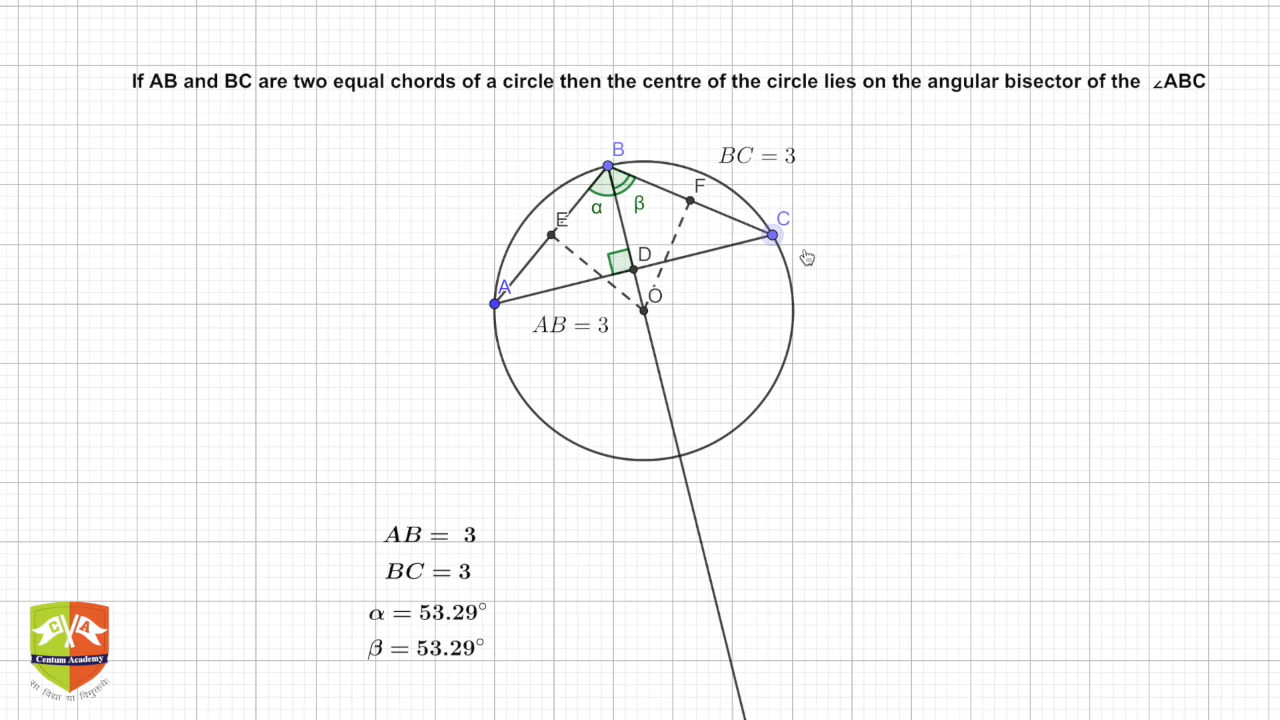 If AB and BC are two equal chords of a circle then the centre of the circle lies on the angular bisector of the ∠ABC
B
BC = 3
F
α
β
E
C
D
A
O
AB = 3
AB = 3
BC = 3
α = 53.29°
β = 53.29°
C A
Centum Academy
सा विद्या या विमुक्तये